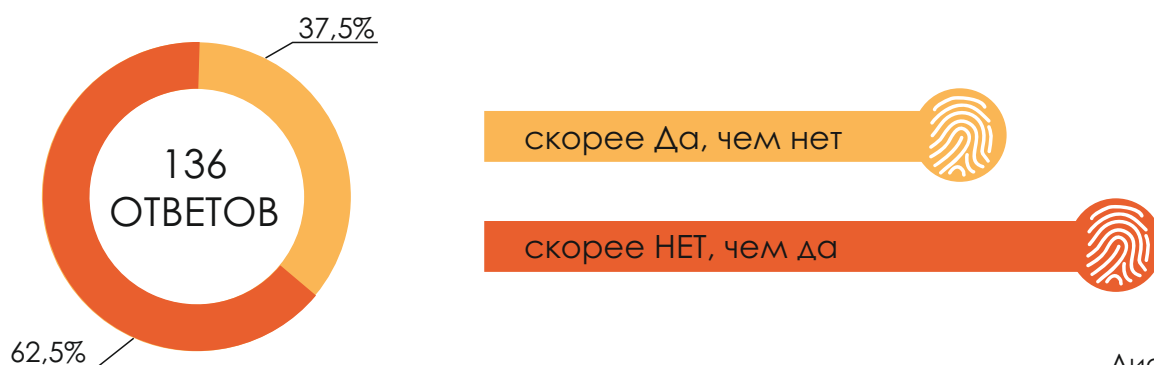 37,5%
136
ОТВЕТОВ
62,5%
скорее Да, чем нет
скорее НЕТ, чем да